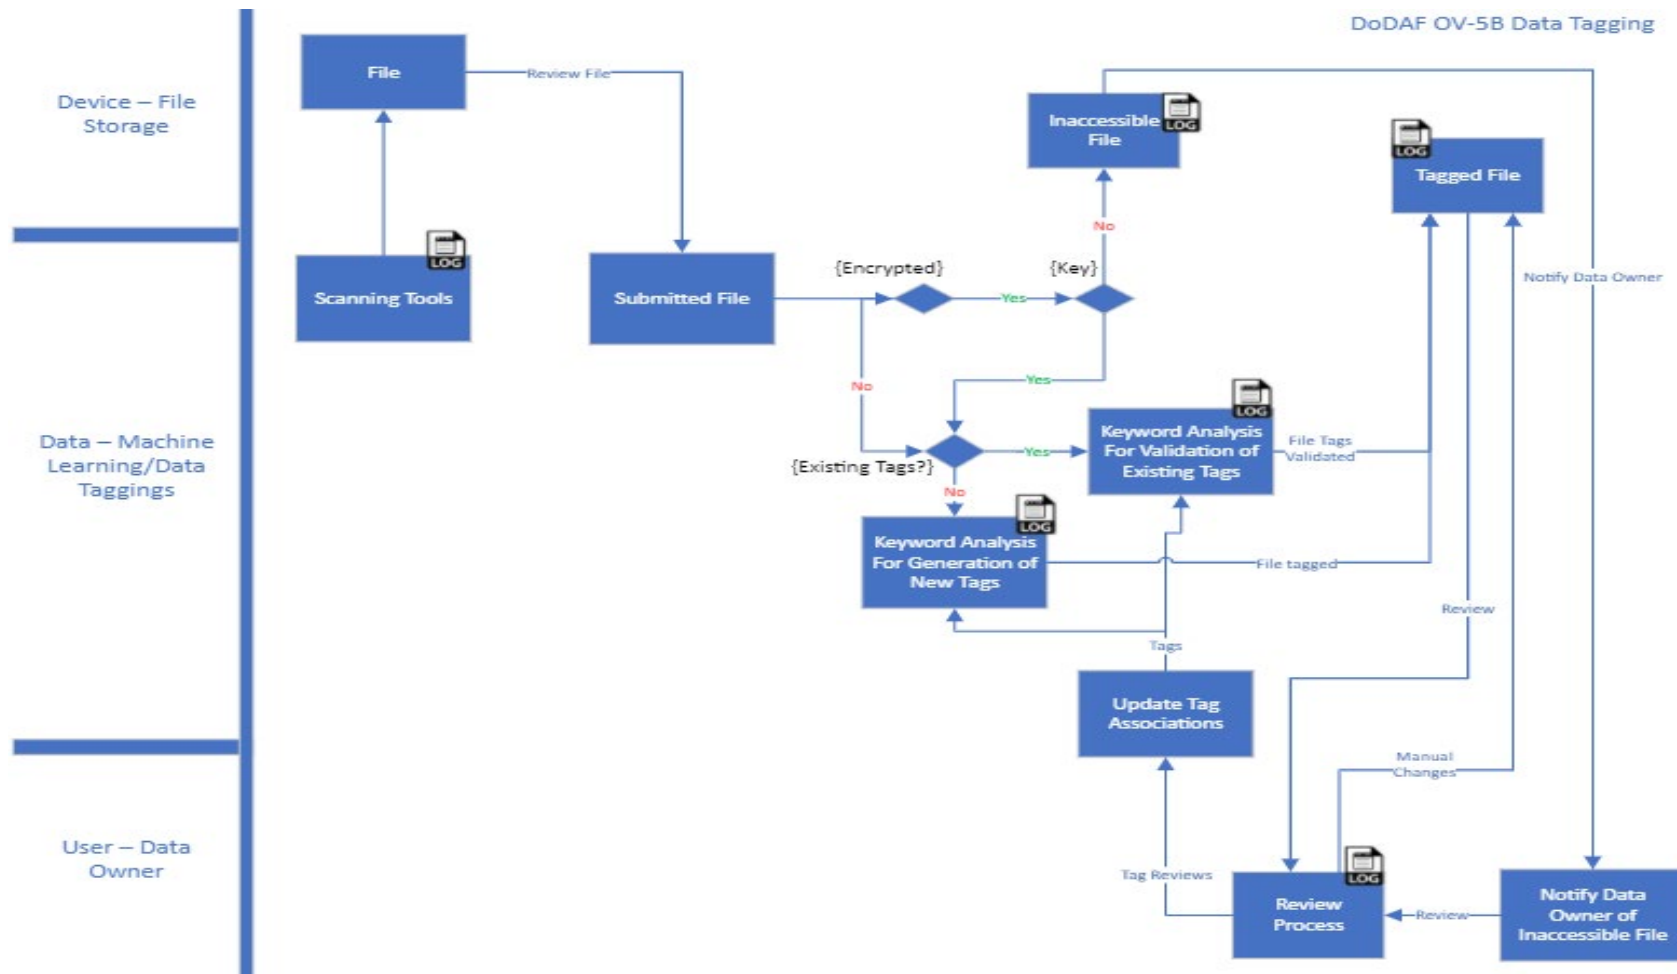 DoDAF OV-5B Data Tagging
Device – File
Storage
File
Review File
Inaccessible
File
LOG
LOG
Tagged File
No
Notify Data Owner
LOG
Scanning Tools
Submitted File
{Encrypted}
Yes
{Key}
No
Yes
Data – Machine
Learning/Data
Taggings
{Existing Tags?}
Yes
No
LOG
Keyword Analysis
For Validation of
Existing Tags
File Tags
Validated
LOG
Keyword Analysis
For Generation of
New Tags
File tagged
Review
Tags
Update Tag
Associations
Manual
Changes
User – Data
Owner
Tag Reviews
LOG
Review
Process
Review
Notify Data
Owner of
Inaccessible File